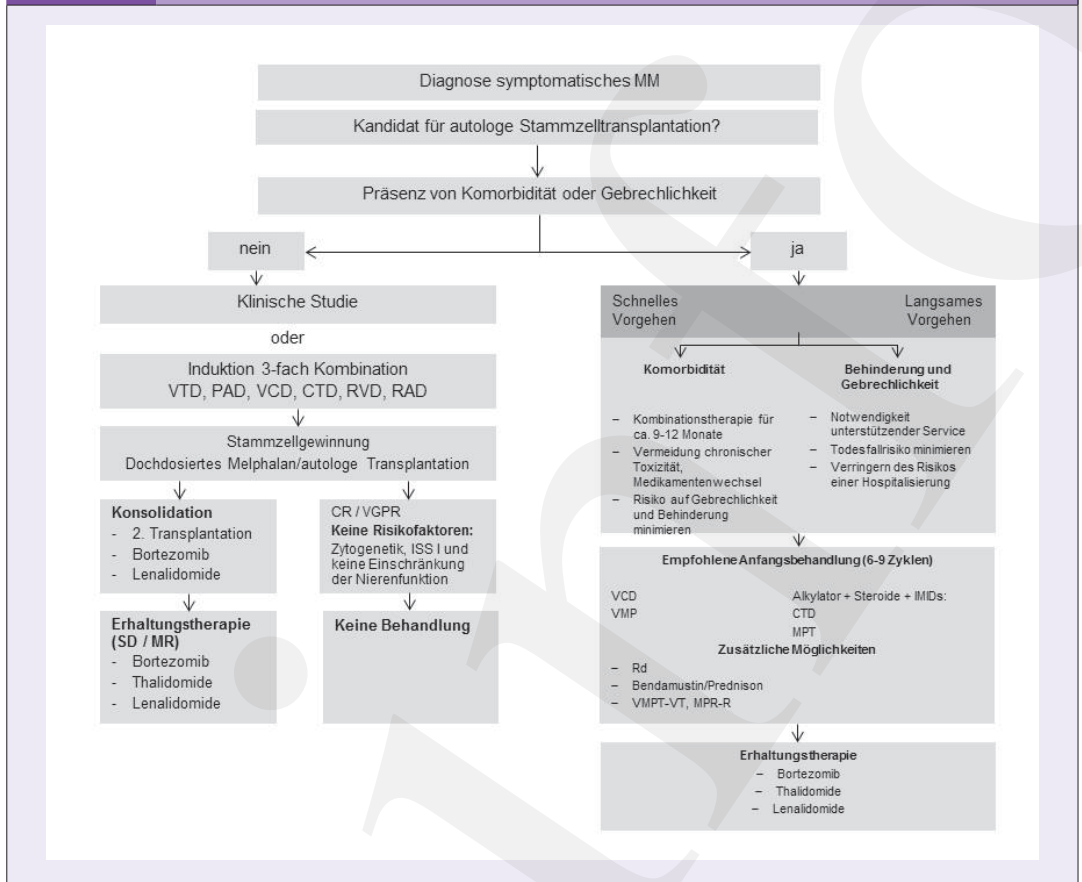 Diagnose symptomatisches MM
Kandidat für autologe Stammzelltransplantation?
Präsenz von Komorbidität oder Gebrechlichkeit
nein
ja
Klinische Studie
oder
Induktion 3-fach Kombination
VTD, PAD, VCD, CTD, RVD, RAD
Stammzellgewinnung
Dochdosiertes Melphalan/autologe Transplantation
Konsolidation
- 2. Transplantation
- Bortezomib
- Lenalidomide
CR / VGPR
Keine Risikofaktoren:
Zytogenetik, ISS I und
keine Einschränkung
der Nierenfunktion
Erhaltungstherapie
(SD / MR)
- Bortezomib
- Thalidomide
- Lenalidomide
Keine Behandlung
Schnelles
Vorgehen
Langsames
Vorgehen
Komorbidität
– Kombinationstherapie für
ca. 9-12 Monate
– Vermeidung chronischer
Toxizität,
Medikamentenwechsel
– Risiko auf Gebrechlichkeit
und Behinderung
minimieren
Behinderung und
Gebrechlichkeit
– Notwendigkeit
unterstützender Service
– Todesfallrisiko minimieren
– Verringern des Risikos
einer Hospitalisierung
Empfohlene Anfangsbehandlung (6-9 Zyklen)
VCD
VMP
Alkylator + Steroide + IMIDs:
CTD
MPT
Zusätzliche Möglichkeiten
– Rd
– Bendamustin/Prednison
– VMPT-VT, MPR-R
Erhaltungstherapie
– Bortezomib
– Thalidomide
– Lenalidomide